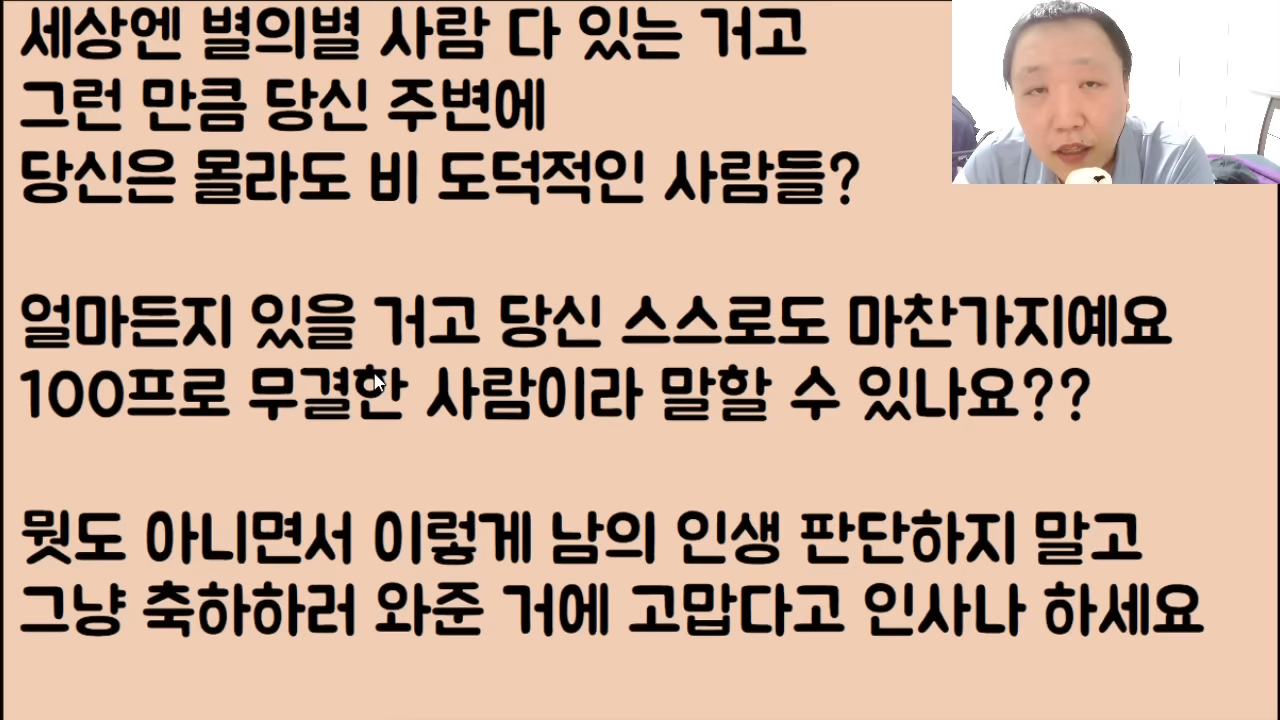 세상엔 별의별 사람 다 있는 거고
그런 만큼 당신 주변에
당신은 몰라도 비 도덕적인 사람들?
얼마든지 있을 거고 당신 스스로도 마찬가지예요
100프로 무결한 사람이라 말할 수 있나요??
뭣도 아니면서 이렇게 남의 인생 판단하지 말고
그냥 축하하러 와준 거에 고맙다고 인사나 하세요